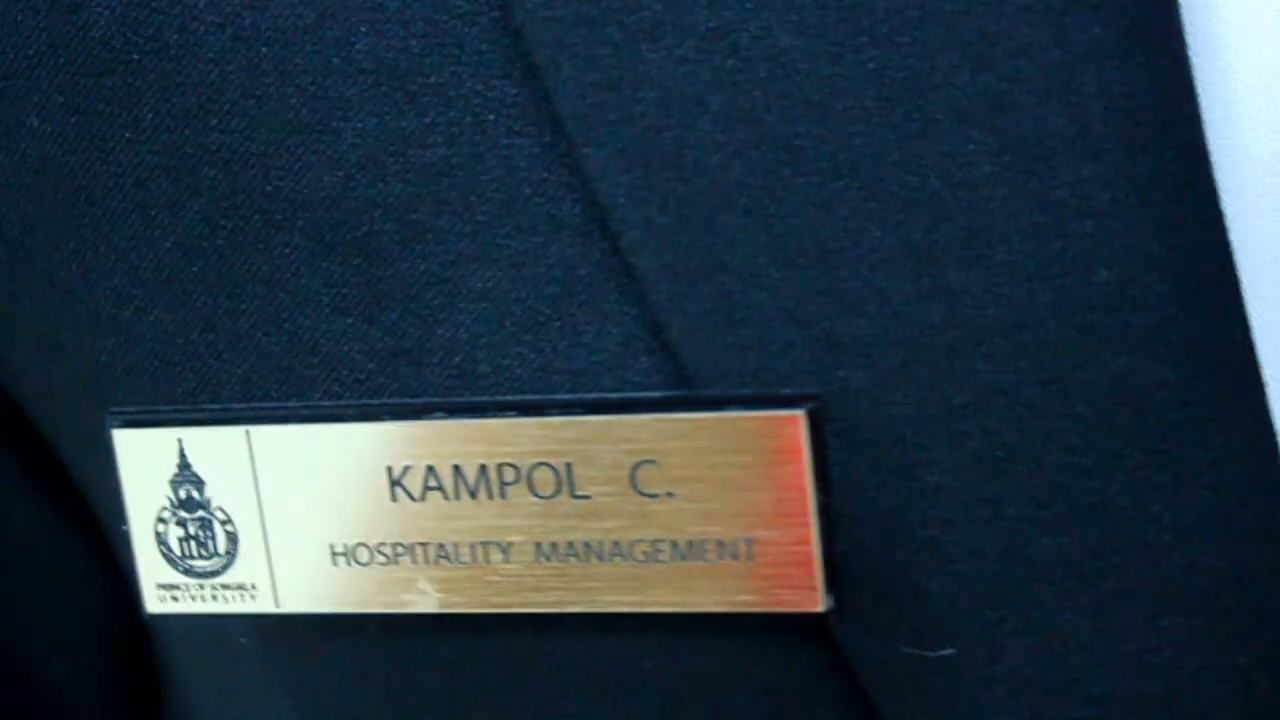 KAMPOL C.
HOSPITALITY MANAGEMENT
PRINCE OF SONGKLA
UNIVERSITY